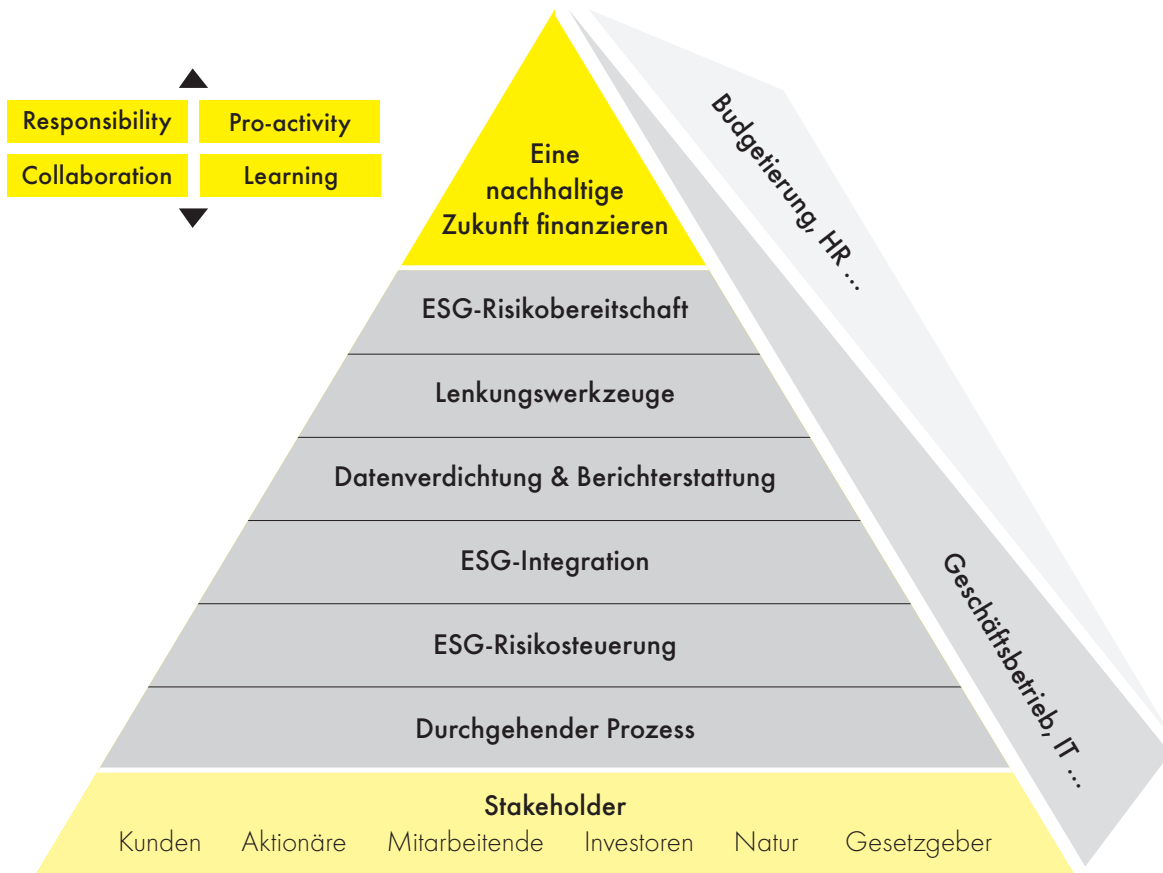 Responsibility Pro-activity
Collaboration Learning
Eine
nachhaltige
Zukunft finanzieren
ESG-Risikobereitschaft
Lenkungswerkzeuge
Datenverdichtung & Berichterstattung
ESG-Integration
ESG-Risikosteuerung
Durchgehender Prozess
Stakeholder
Kunden Aktionäre Mitarbeitende Investoren Natur Gesetzgeber
Budgetierung, HR ...
Geschäftsbetrieb, IT ...